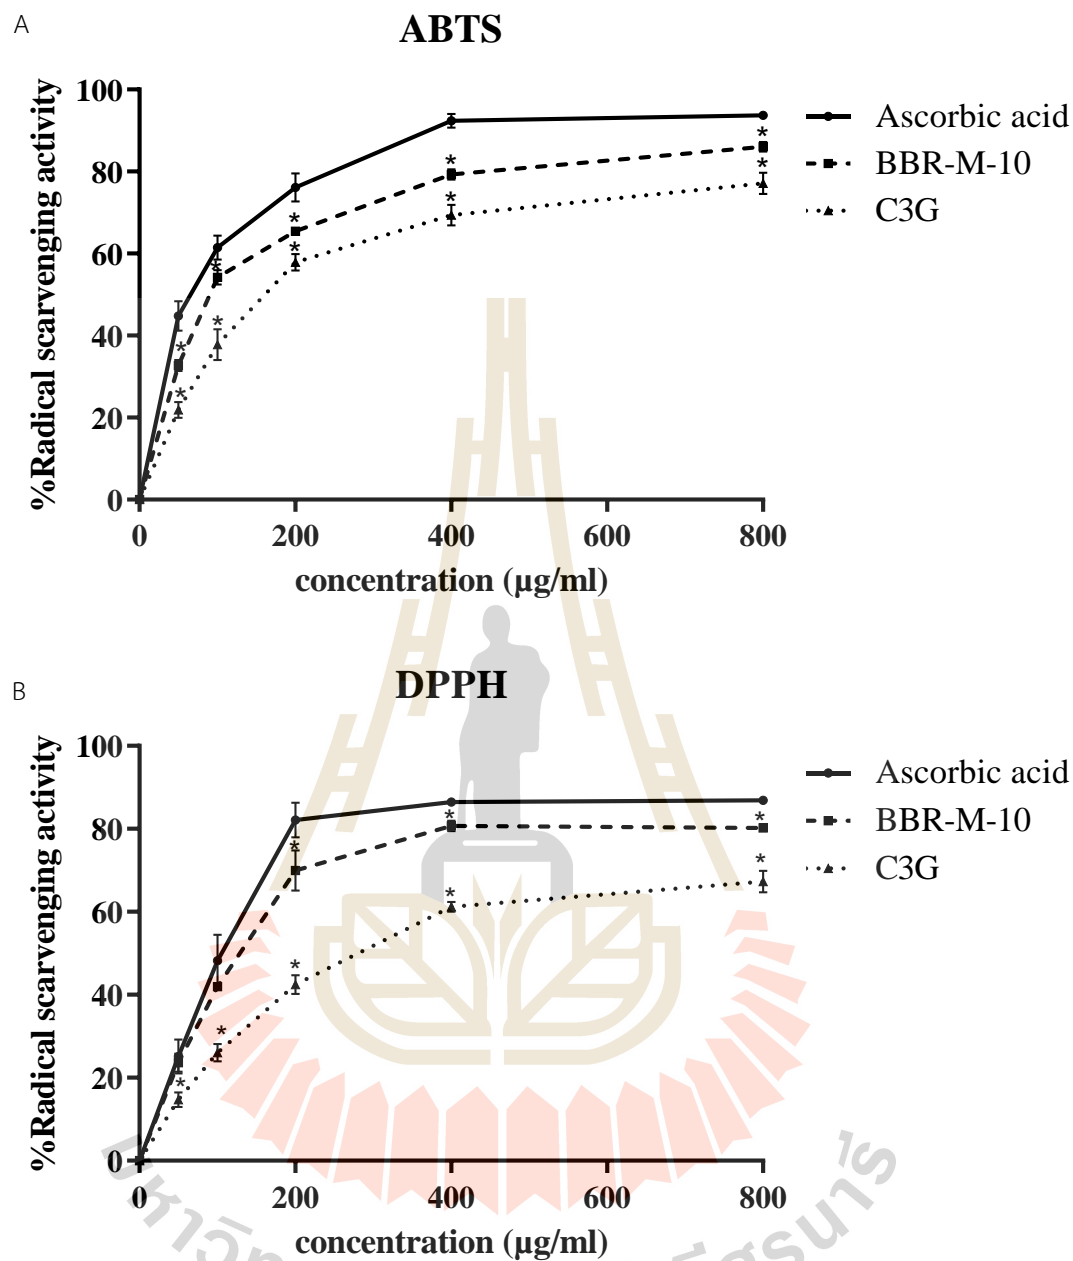 A
ABTS
%Radical scarvenging activity
100
80
60
40
20
0
0 200 400 600 800
concentration (µg/ml)
Ascorbic acid
BBR-M-10
C3G
B
DPPH
%Radical scarvenging activity
100
80
60
40
20
0
0 200 400 600 800
concentration (µg/ml)
Ascorbic acid
BBR-M-10
C3G